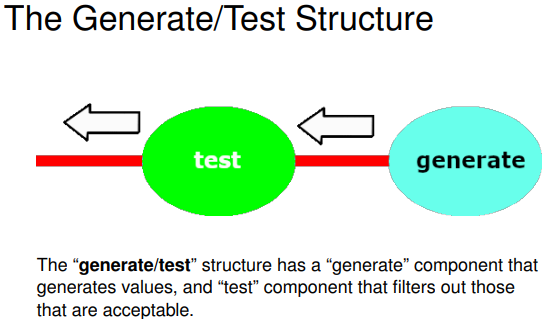 The Generate/Test Structure
test
generate
The “generate/test” structure has a “generate” component that
generates values, and “test” component that filters out those
that are acceptable.